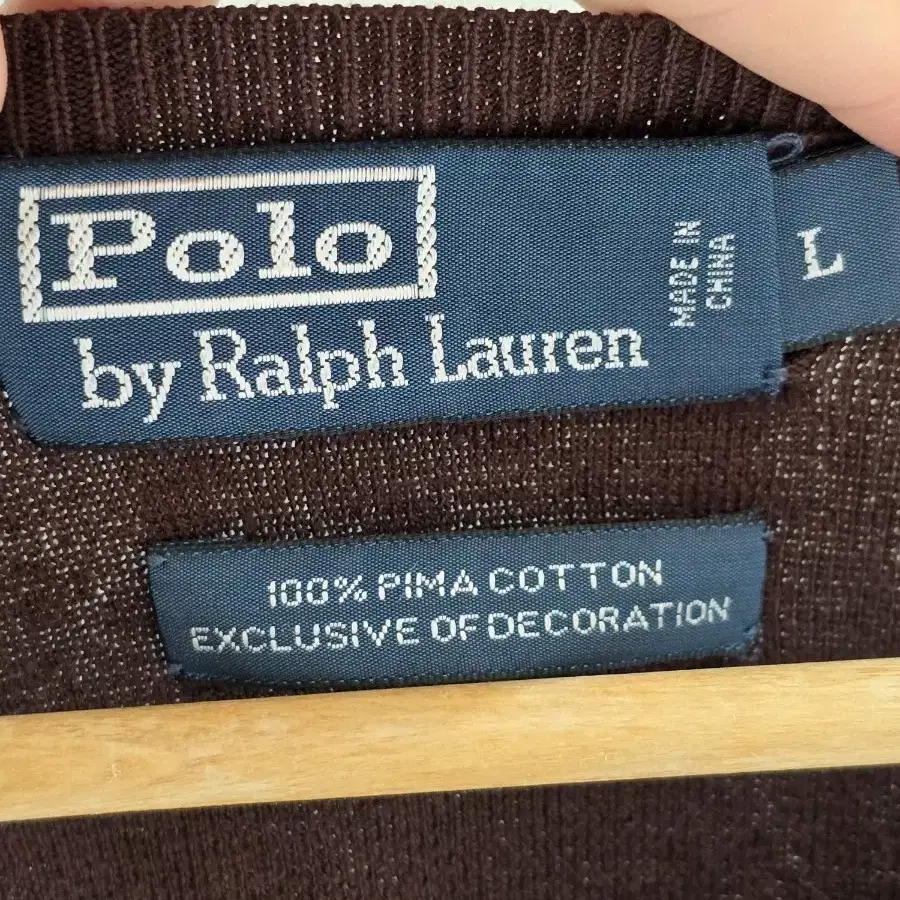 Polo
by Ralph Lauren
MADE IN
CHINA
L
100% PIMA COTTON
EXCLUSIVE OF DECORATION